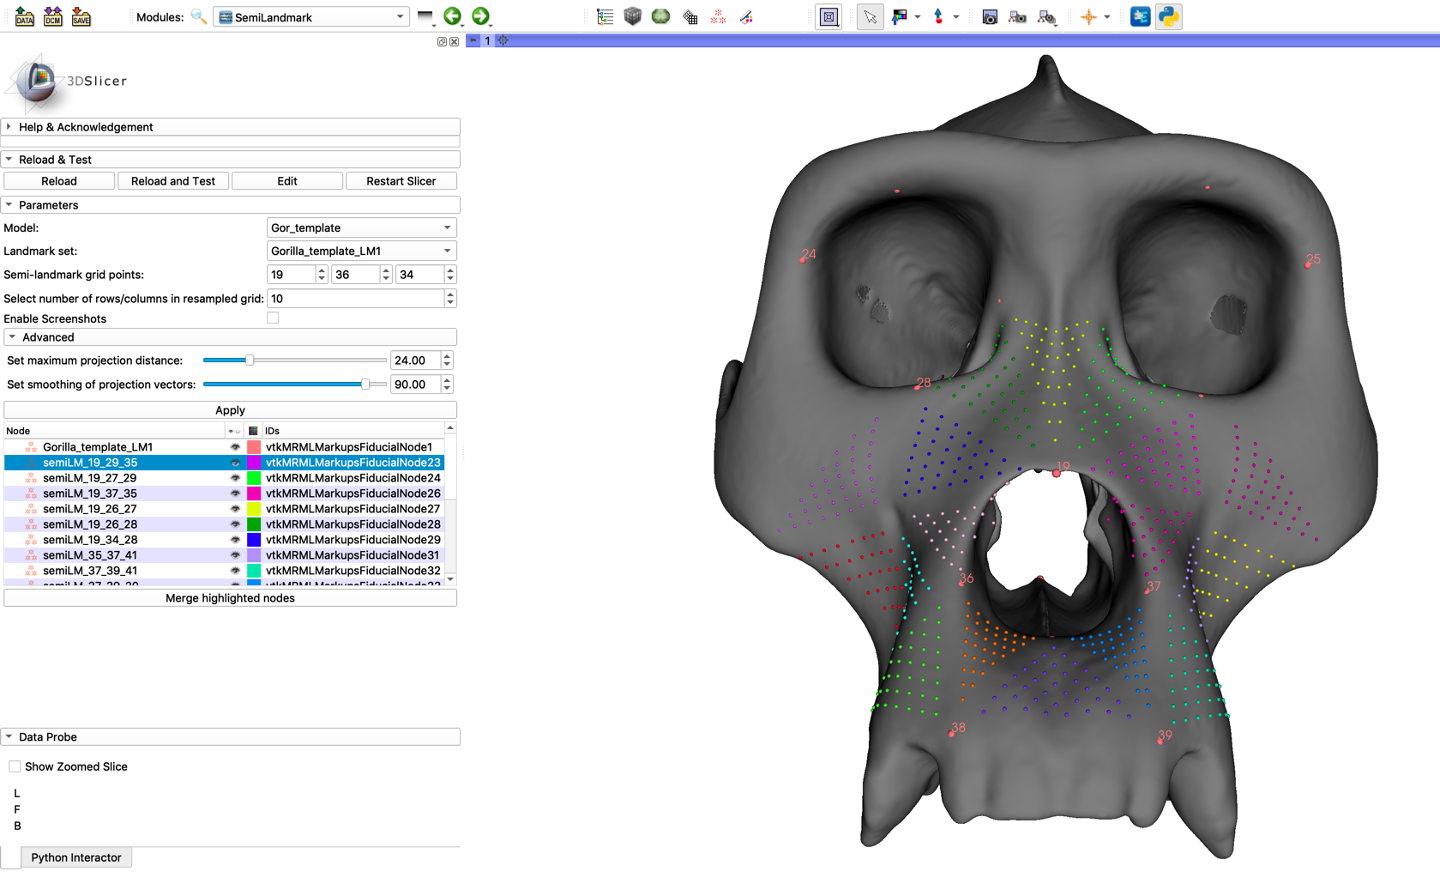 DATA DCM SAVE Modules: SemiLandmark
1
3DSlicer
Help & Acknowledgement
Reload & Test
Reload Reload and Test Edit Restart Slicer
Parameters
Model: Gor_template
Landmark set: Gorilla_template_LM1
Semi-landmark grid points: 19 36 34
Select number of rows/columns in resampled grid: 10
Enable Screenshots
Advanced
Set maximum projection distance: 24.00
Set smoothing of projection vectors: 90.00
Apply
Node IDs
Gorilla_template_LM1 vtkMRMLMarkupsFiducialNode1
semiLM_19_29_35 vtkMRMLMarkupsFiducialNode23
semiLM_19_27_29 vtkMRMLMarkupsFiducialNode24
semiLM_19_37_35 vtkMRMLMarkupsFiducialNode26
semiLM_19_26_27 vtkMRMLMarkupsFiducialNode27
semiLM_19_26_28 vtkMRMLMarkupsFiducialNode28
semiLM_19_34_28 vtkMRMLMarkupsFiducialNode29
semiLM_35_37_41 vtkMRMLMarkupsFiducialNode31
semiLM_37_39_41 vtkMRMLMarkupsFiducialNode32
Merge highlighted nodes
Data Probe
Show Zoomed Slice
L
F
B
Python Interactor
24
25
28
19
36
37
38
39